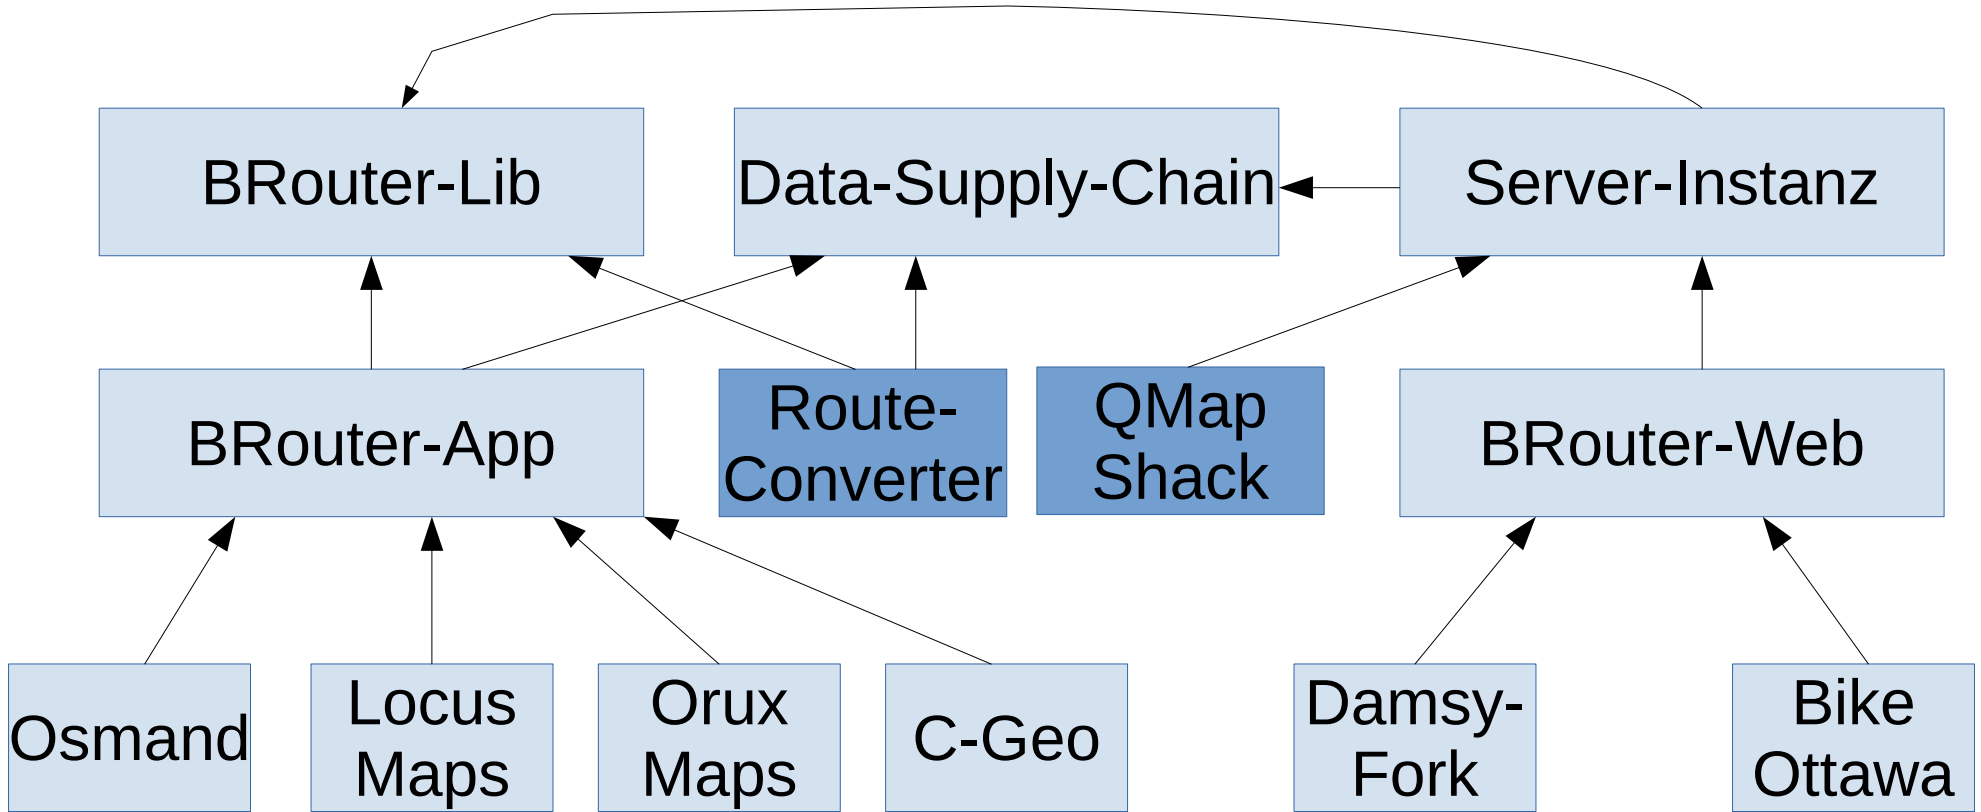 BRouter-Lib
Data-Supply-Chain
Server-Instanz
BRouter-App
Route-
Converter
QMap
Shack
BRouter-Web
Osmand
Locus
Maps
Orux
Maps
C-Geo
Damsy-
Fork
Bike
Ottawa